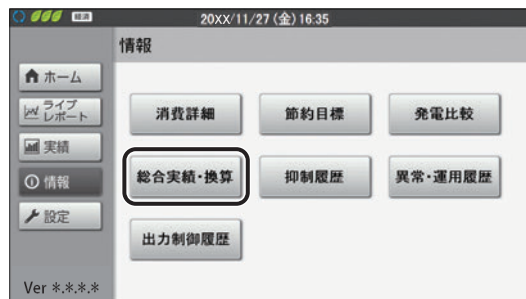 経済 20XX/11/27(金)16:35
情報
ホーム
ライブ
レポート
実績
情報
設定
消費詳細 節約目標 発電比較
総合実績・換算 抑制履歴 異常・運用履歴
出力制御履歴
Ver *.*.*.*